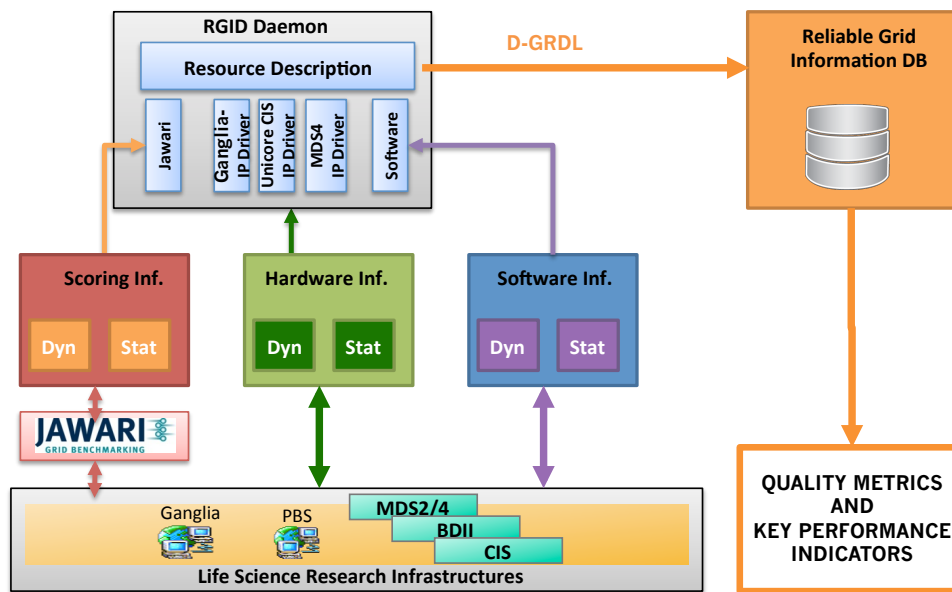 RGID Daemon
Resource Description
Jawari
Ganglia-
IP Driver
Unicore CIS
IP Driver
MDS4
IP Driver
Software
D-GRDL
Reliable Grid
Information DB
Scoring Inf.
Dyn
Stat
Hardware Inf.
Dyn
Stat
Software Inf.
Dyn
Stat
JAWARI
GRID BENCHMARKING
Ganglia
PBS
MDS2/4
BDII
CIS
Life Science Research Infrastructures
QUALITY METRICS
AND
KEY PERFORMANCE
INDICATORS